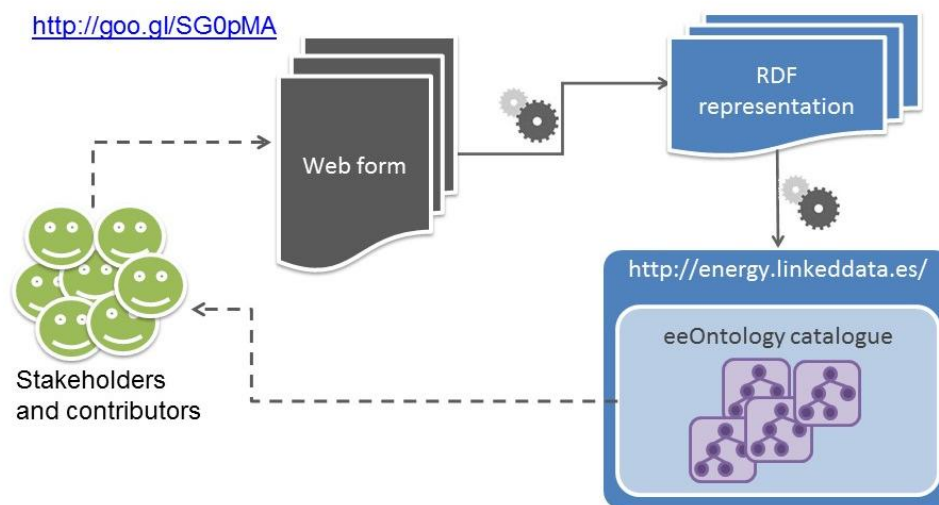 http://goo.gl/SG0pMA
Web form
RDF
representation
http://energy.linkeddata.es/
eeOntology catalogue
Stakeholders
and contributors